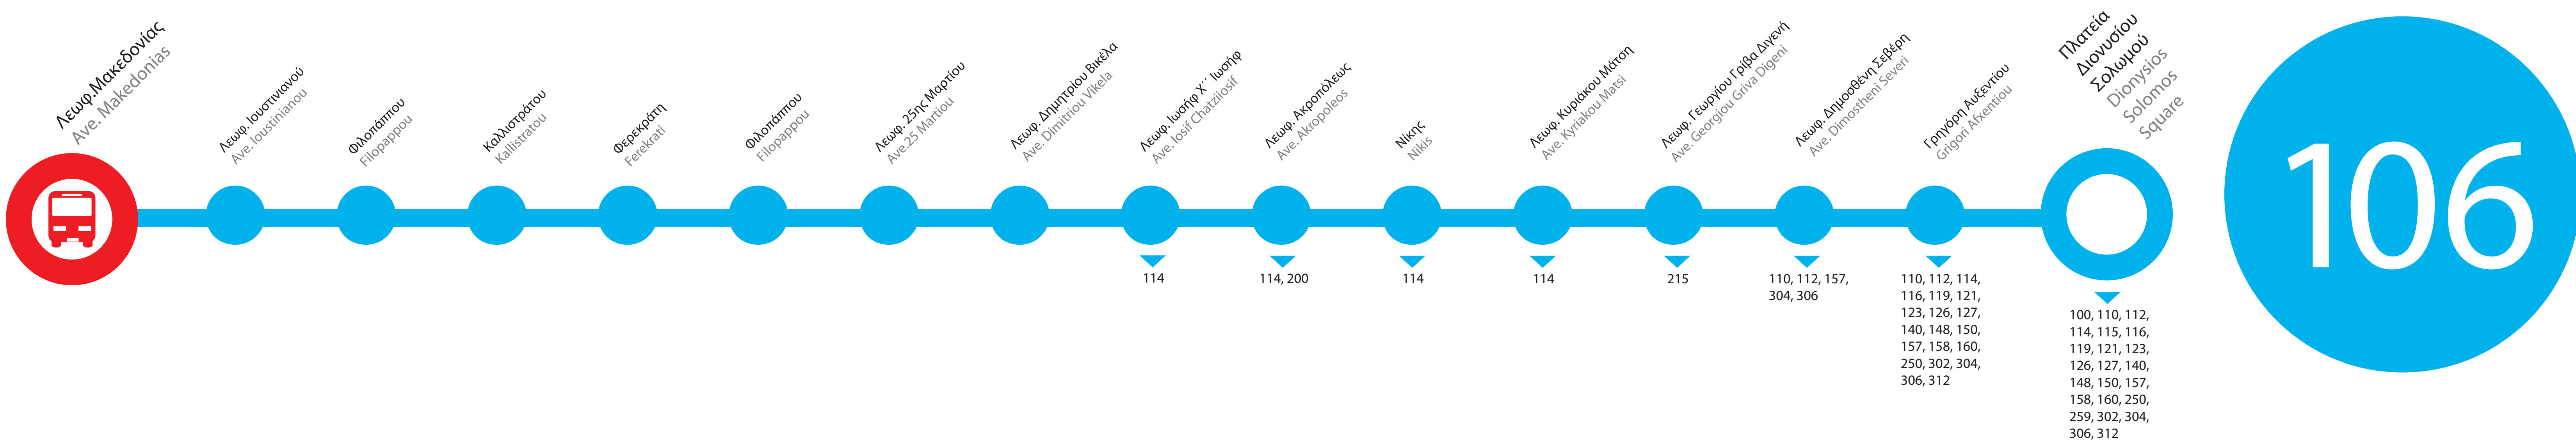 Λεωφ.Μακεδονίας
Ave. Makedonias
Λεωφ. Ιουστινιανού
Ave. Ioustinianou
Φιλοπάππου
Filopappou
Καλλιστράτου
Kallistratou
Φερεκράτη
Ferekrati
Φιλοπάππου
Filopappou
Λεωφ. 25ης Μαρτίου
Ave.25 Martiou
Λεωφ. Δημητρίου Βικέλα
Ave. Dimitriou Vikela
Λεωφ. Ιωσήφ Χ΄΄ Ιωσήφ
Ave. Iosif Chatziiosif
114
Λεωφ. Ακροπόλεως
Ave. Akropoleos
114, 200
Νίκης
Nikis
114
Λεωφ. Κυριάκου Μάτση
Ave. Kyriakou Matsi
114
Λεωφ. Γεωργίου Γρίβα Διγενή
Ave. Georgiou Griva Digeni
215
Λεωφ. Δημοσθένη Σεβέρη
Ave. Dimostheni Severi
110, 112, 157,
304, 306
Γρηγόρη Αυξεντίου
Grigori Afxentiou
110, 112, 114,
116, 119, 121,
123, 126, 127,
140, 148, 150,
157, 158, 160,
250, 302, 304,
306, 312
Πλατεία
Διονυσίου
Σολωμού
Dionysios
Solomos
Square
100, 110, 112,
114, 115, 116,
119, 121, 123,
126, 127, 140,
148, 150, 157,
158, 160, 250,
259, 302, 304,
306, 312
106